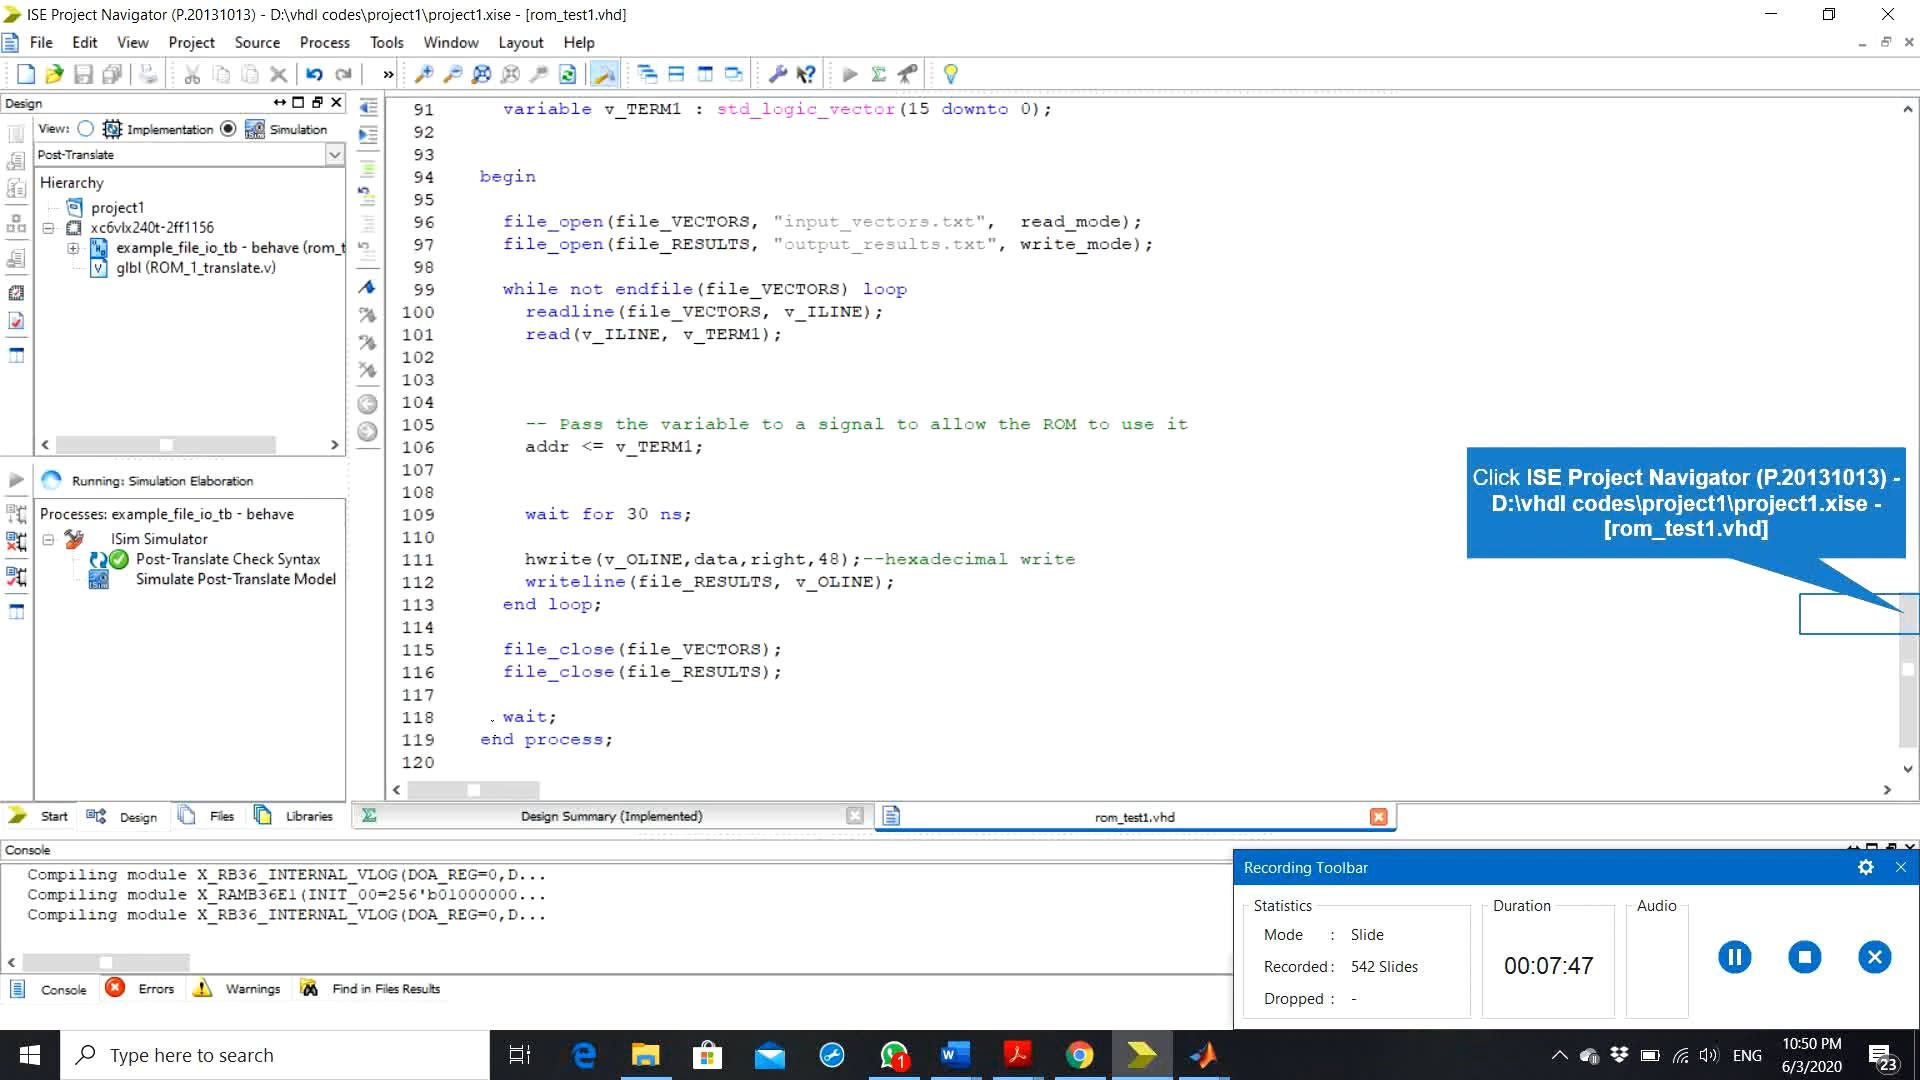 ISE Project Navigator (P.20131013) - D:\vhdl codes\project1\project1.xise - [rom_test1.vhd]
File Edit View Project Source Process Tools Window Layout Help
»
Design
View: Implementation Simulation
Post-Translate
Hierarchy
project1
xc6vlx240t-2ff1156
example_file_io_tb - behave (rom_t
glbl (ROM_1_translate.v)
Running: Simulation Elaboration
Processes: example_file_io_tb - behave
ISim Simulator
Post-Translate Check Syntax
Simulate Post-Translate Model
Start Design Files Libraries
91 variable v_TERM1 : std_logic_vector(15 downto 0);
92
93
94 begin
95
96 file_open(file_VECTORS, "input_vectors.txt", read_mode);
97 file_open(file_RESULTS, "output_results.txt", write_mode);
98
99 while not endfile(file_VECTORS) loop
100 readline(file_VECTORS, v_ILINE);
101 read(v_ILINE, v_TERM1);
102
103
104
105 -- Pass the variable to a signal to allow the ROM to use it
106 addr <= v_TERM1;
107
108
109 wait for 30 ns;
110
111 hwrite(v_OLINE,data,right,48);--hexadecimal write
112 writeline(file_RESULTS, v_OLINE);
113 end loop;
114
115 file_close(file_VECTORS);
116 file_close(file_RESULTS);
117
118 wait;
119 end process;
120
Click ISE Project Navigator (P.20131013) -
D:\vhdl codes\project1\project1.xise -
[rom_test1.vhd]
Design Summary (Implemented) rom_test1.vhd
Console
Compiling module X_RB36_INTERNAL_VLOG(DOA_REG=0,D...
Compiling module X_RAMB36E1(INIT_00=256'b01000000...
Compiling module X_RB36_INTERNAL_VLOG(DOA_REG=0,D...
Console Errors Warnings Find in Files Results
Recording Toolbar
Statistics Duration Audio
Mode : Slide
Recorded : 542 Slides
Dropped : -
00:07:47
Type here to search
1
ENG
10:50 PM
6/3/2020
23